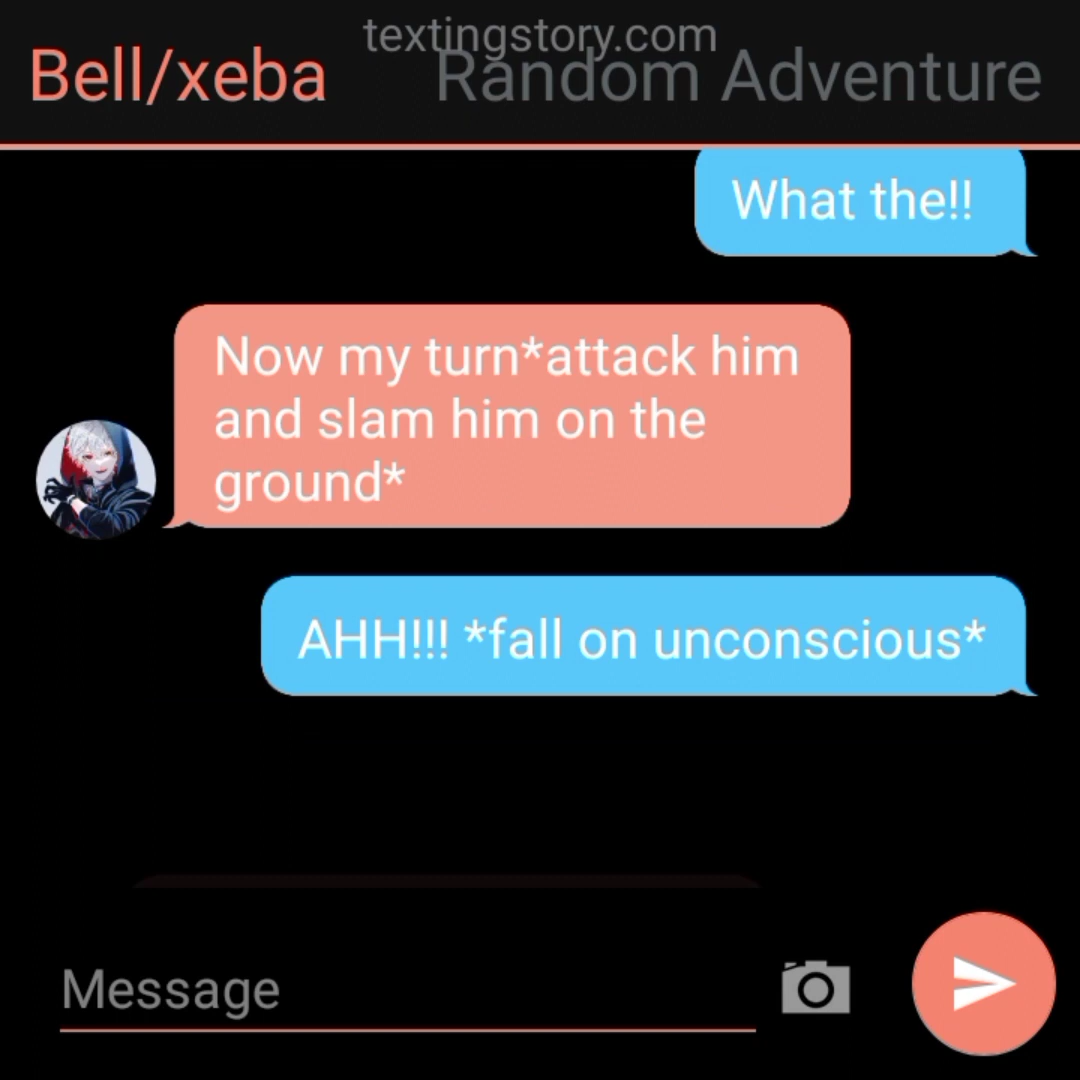 textingstory.com
Bell/xeba Random Adventure
What the!!
Now my turn*attack him
and slam him on the
ground*
AHH!!! *fall on unconscious*
Message